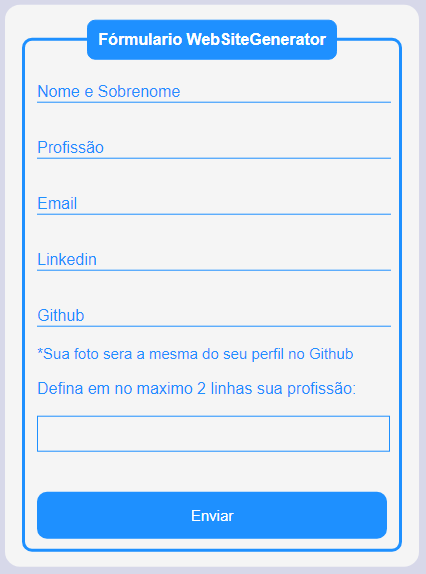 Fórmulario WebSiteGenerator
Nome e Sobrenome
Profissão
Email
Linkedin
Github
*Sua foto sera a mesma do seu perfil no Github
Defina em no maximo 2 linhas sua profissão:
Enviar